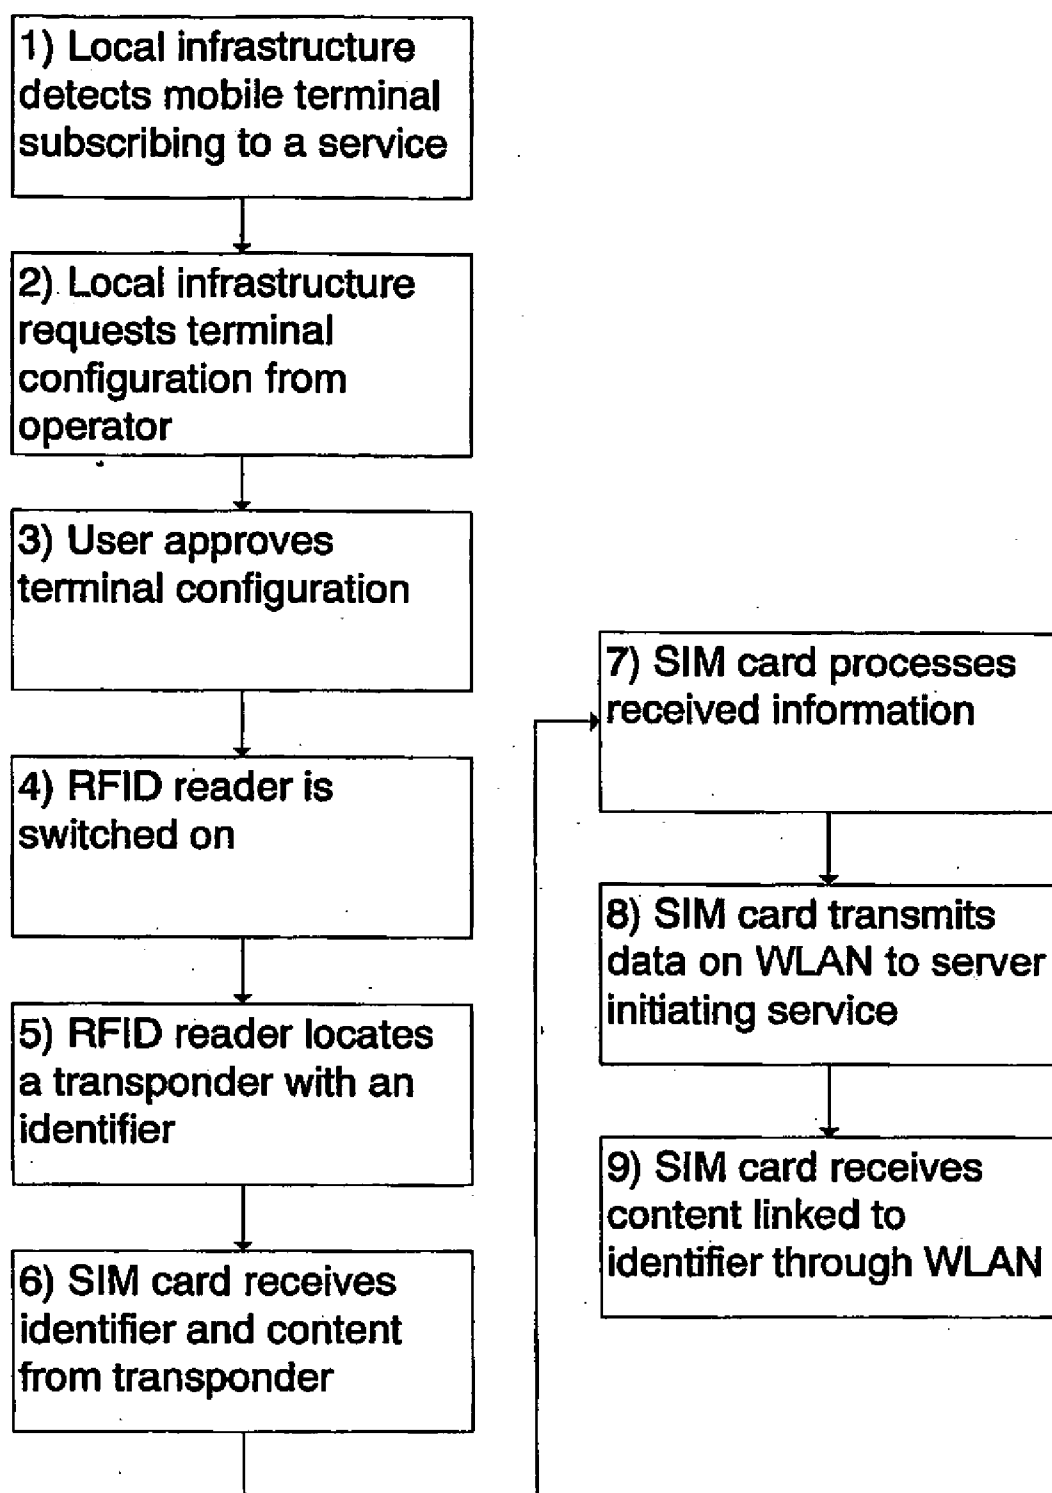 1) Local infrastructure
detects mobile terminal
subscribing to a service
2) Local infrastructure
requests terminal
configuration from
operator
3) User approves
terminal configuration
4) RFID reader is
switched on
5) RFID reader locates
a transponder with an
identifier
6) SIM card receives
identifier and content
from transponder
7) SIM card processes
received information
8) SIM card transmits
data on WLAN to server
initiating service
9) SIM card receives
content linked to
identifier through WLAN